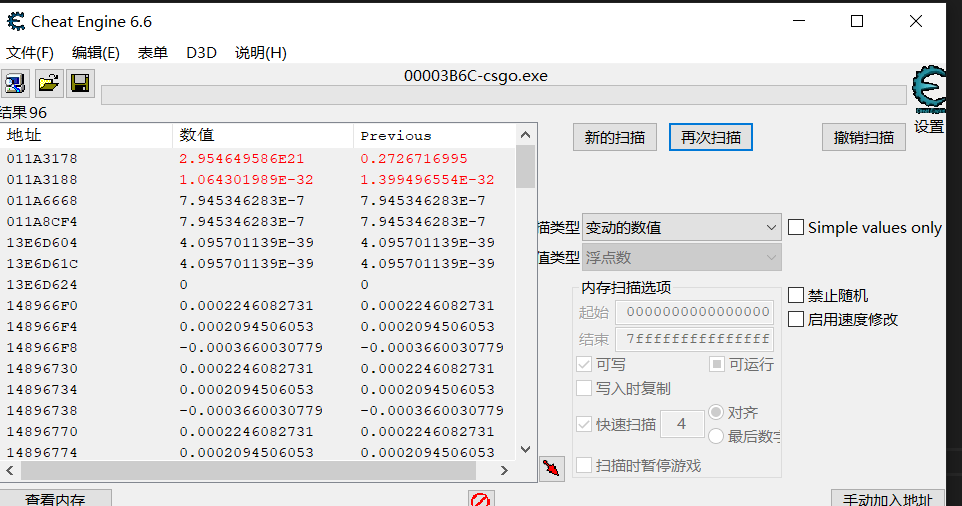 Cheat Engine 6.6
文件(F) 编辑(E) 表单 D3D 说明(H)
00003B6C-csgo.exe
结果 96
设置
地址 数值 Previous
新的扫描 再次扫描 撤销扫描
011A3178 2.954649586E21 0.2726716995
011A3188 1.064301989E-32 1.399496554E-32
011A6668 7.945346283E-7 7.945346283E-7
011A8CF4 7.945346283E-7 7.945346283E-7
描类型 变动的数值 Simple values only
13E6D604 4.095701139E-39 4.095701139E-39
值类型 浮点数
13E6D61C 4.095701139E-39 4.095701139E-39
13E6D624 0 0
内存扫描选项
禁止随机
148966F0 0.0002246082731 0.0002246082731
起始 0000000000000000
启用速度修改
148966F4 0.0002094506053 0.0002094506053
结束 7fffffffffffffff
148966F8 -0.0003660030779 -0.0003660030779
可写 可运行
14896730 0.0002246082731 0.0002246082731
写入时复制
14896734 0.0002094506053 0.0002094506053
14896738 -0.0003660030779 -0.0003660030779
快速扫描 4 对齐
最后数字
14896770 0.0002246082731 0.0002246082731
14896774 0.0002094506053 0.0002094506053
扫描时暂停游戏
查看内存 手动加入地址